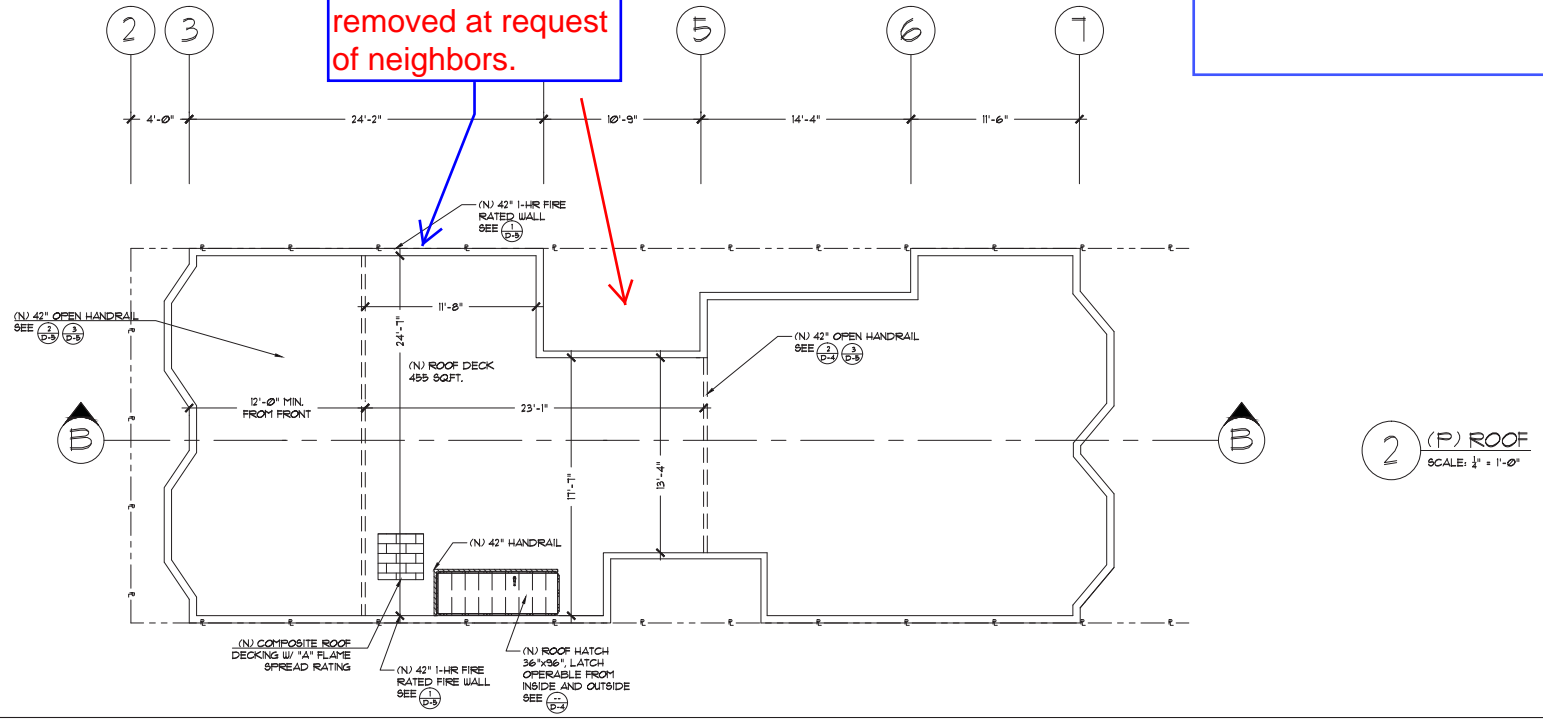 removed at request
of neighbors.
2
3
5
6
7
4'-0"
24'-2"
10'-9"
14'-4"
11'-6"
(N) 42" 1-HR FIRE
RATED WALL
SEE 1
D-5
(N) 42" OPEN HANDRAIL
SEE 2 3
D-5 D-5
11'-8"
24'-7"
(N) ROOF DECK
455 SQ.FT.
(N) 42" OPEN HANDRAIL
SEE 2 3
D-4 D-5
12'-0" MIN.
FROM FRONT
23'-1"
B
B
17'-7"
13'-4"
2
(P) ROOF
SCALE: 1/4" = 1'-0"
(N) 42" HANDRAIL
(N) COMPOSITE ROOF
DECKING W/ "A" FLAME
SPREAD RATING
(N) 42" 1-HR FIRE
RATED FIRE WALL
SEE 1
D-5
(N) ROOF HATCH
36"x96", LATCH
OPERABLE FROM
INSIDE AND OUTSIDE
SEE --
D-4